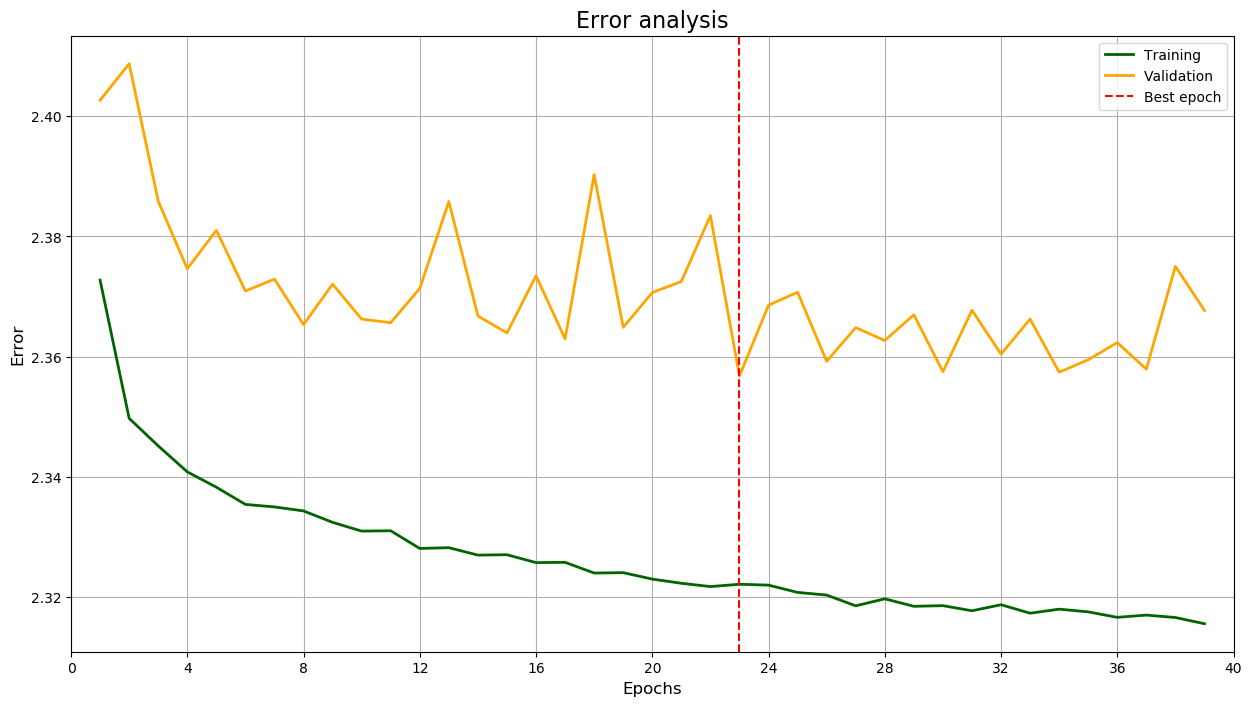 Error analysis
Training
Validation
Best epoch
2.40
2.38
2.36
2.34
2.32
Error
0 4 8 12 16 20 24 28 32 36 40
Epochs